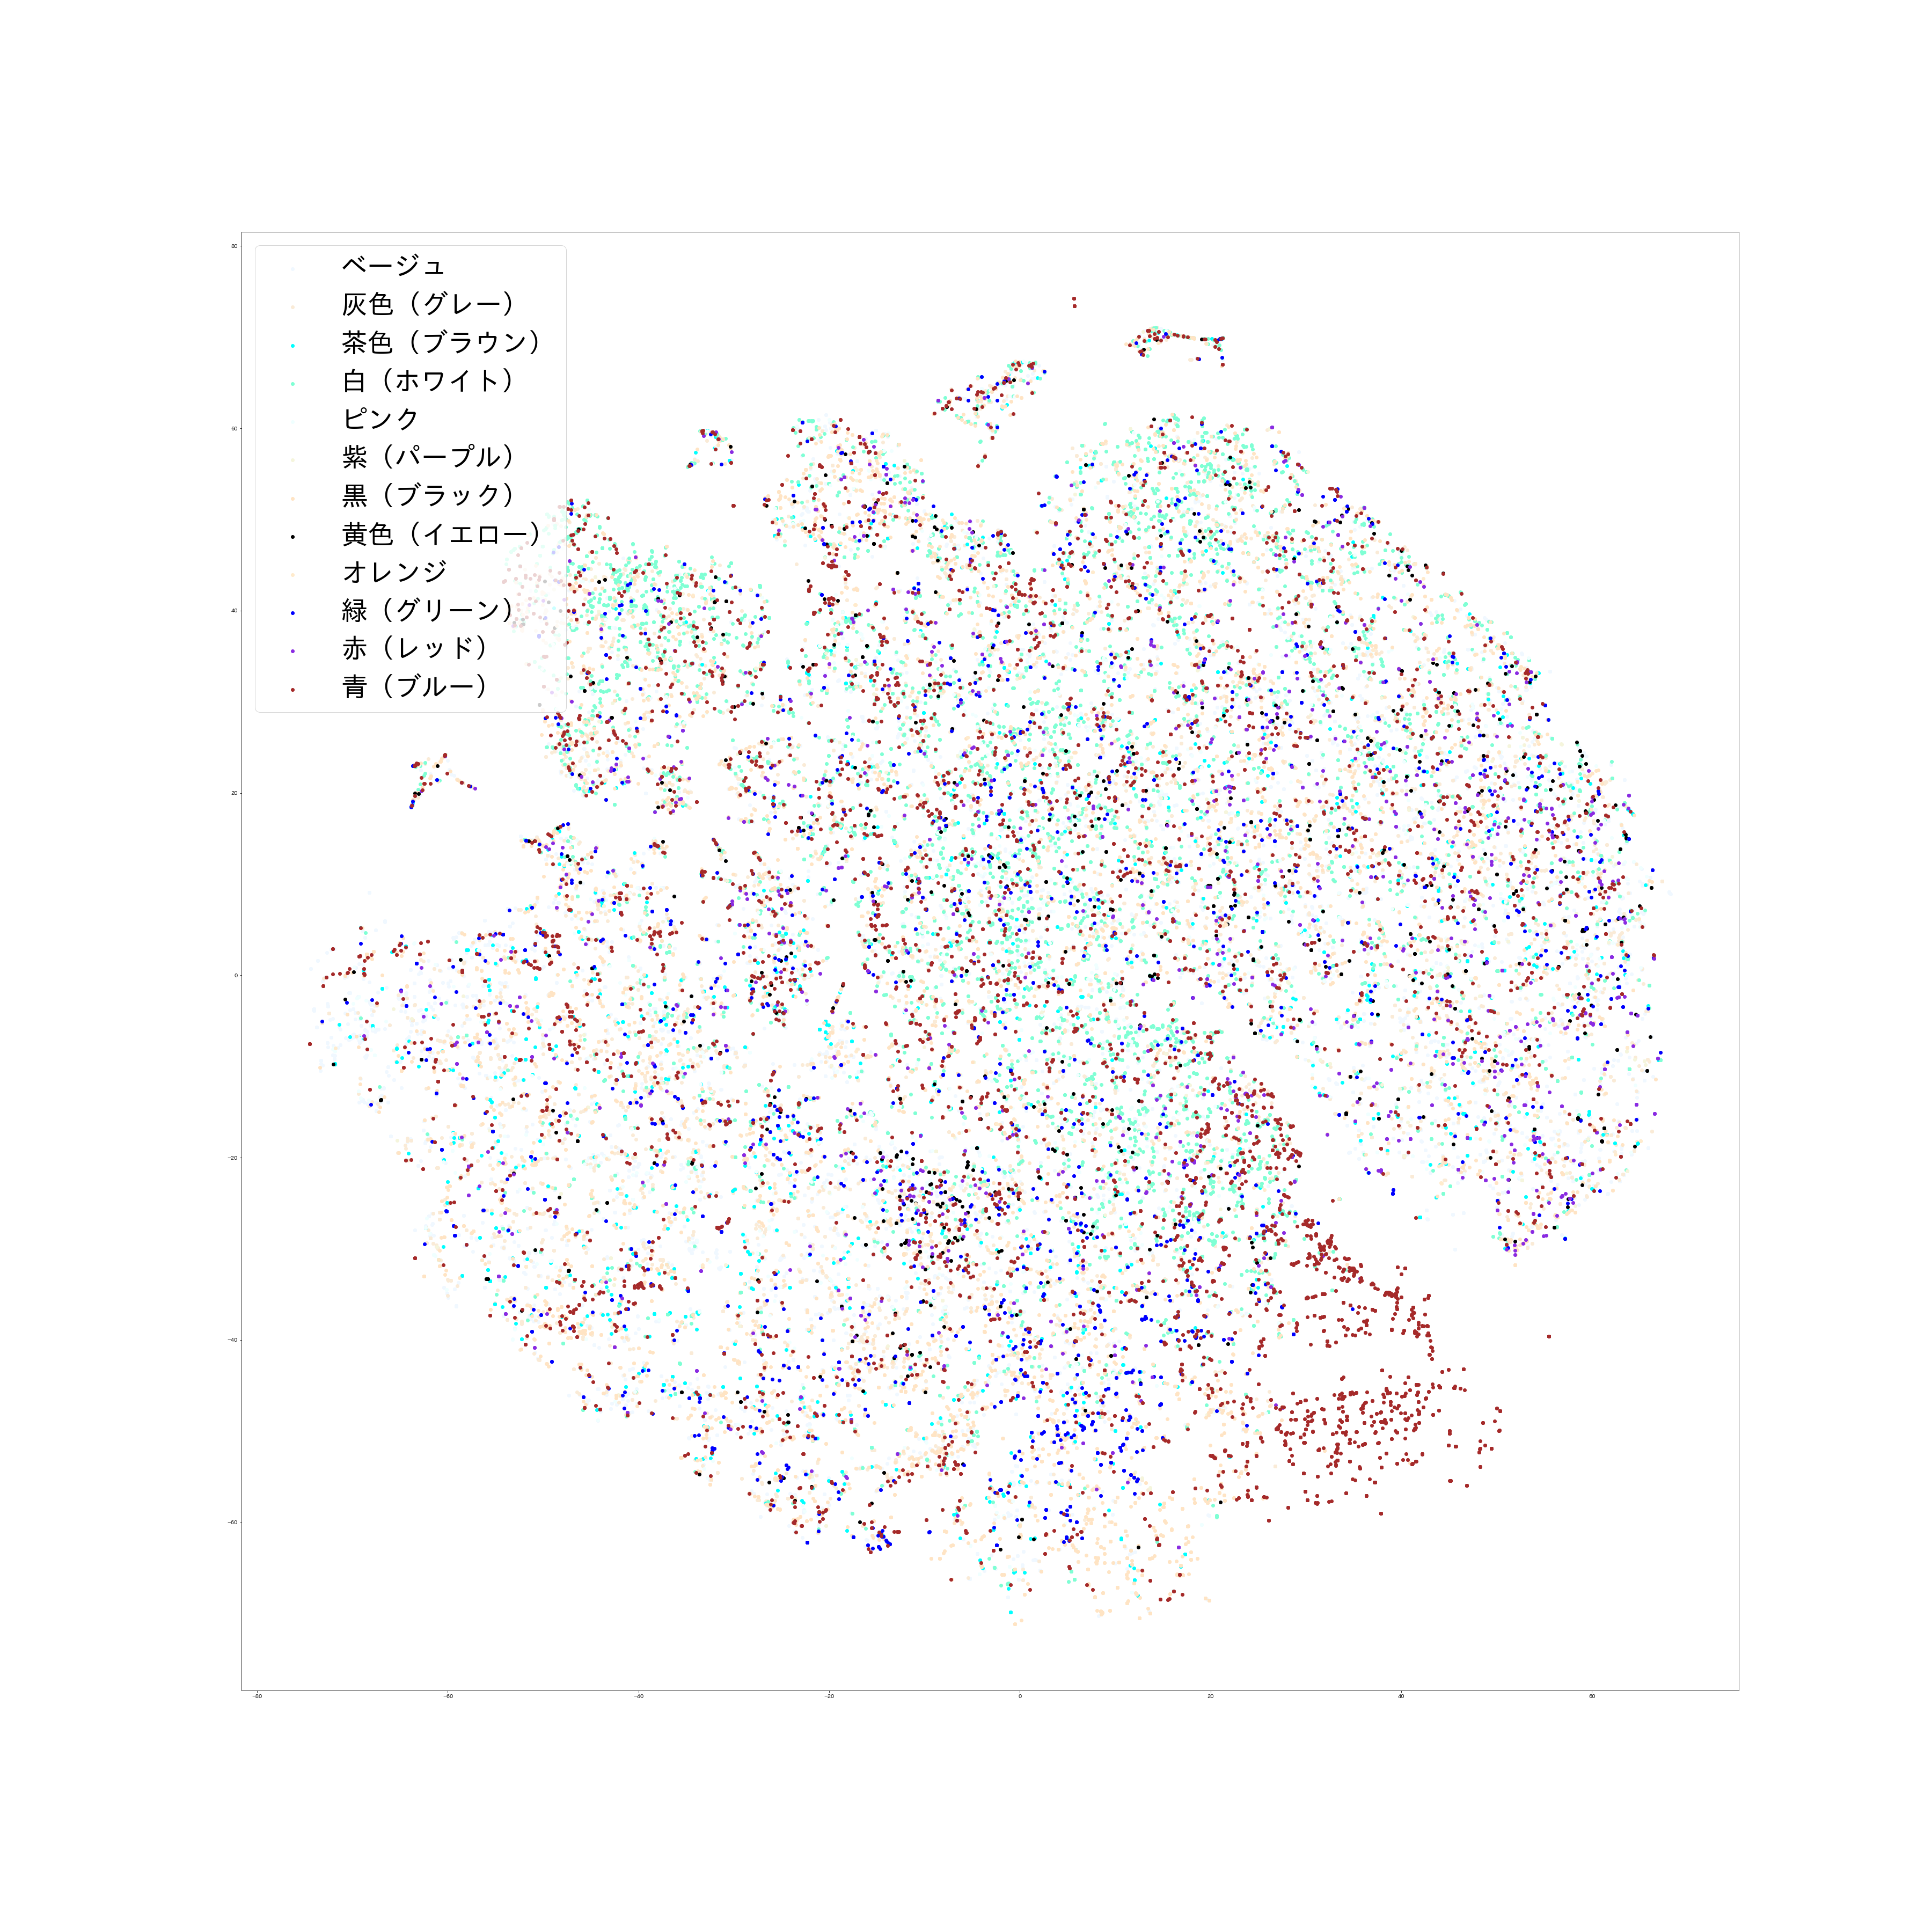 80
60
40
20
0
−20
−40
−60
ベージュ
灰色（グレー）
茶色（ブラウン）
白（ホワイト）
ピンク
紫（パープル）
黒（ブラック）
黄色（イエロー）
オレンジ
緑（グリーン）
赤（レッド）
青（ブルー）
−80 −60 −40 −20 0 20 40 60